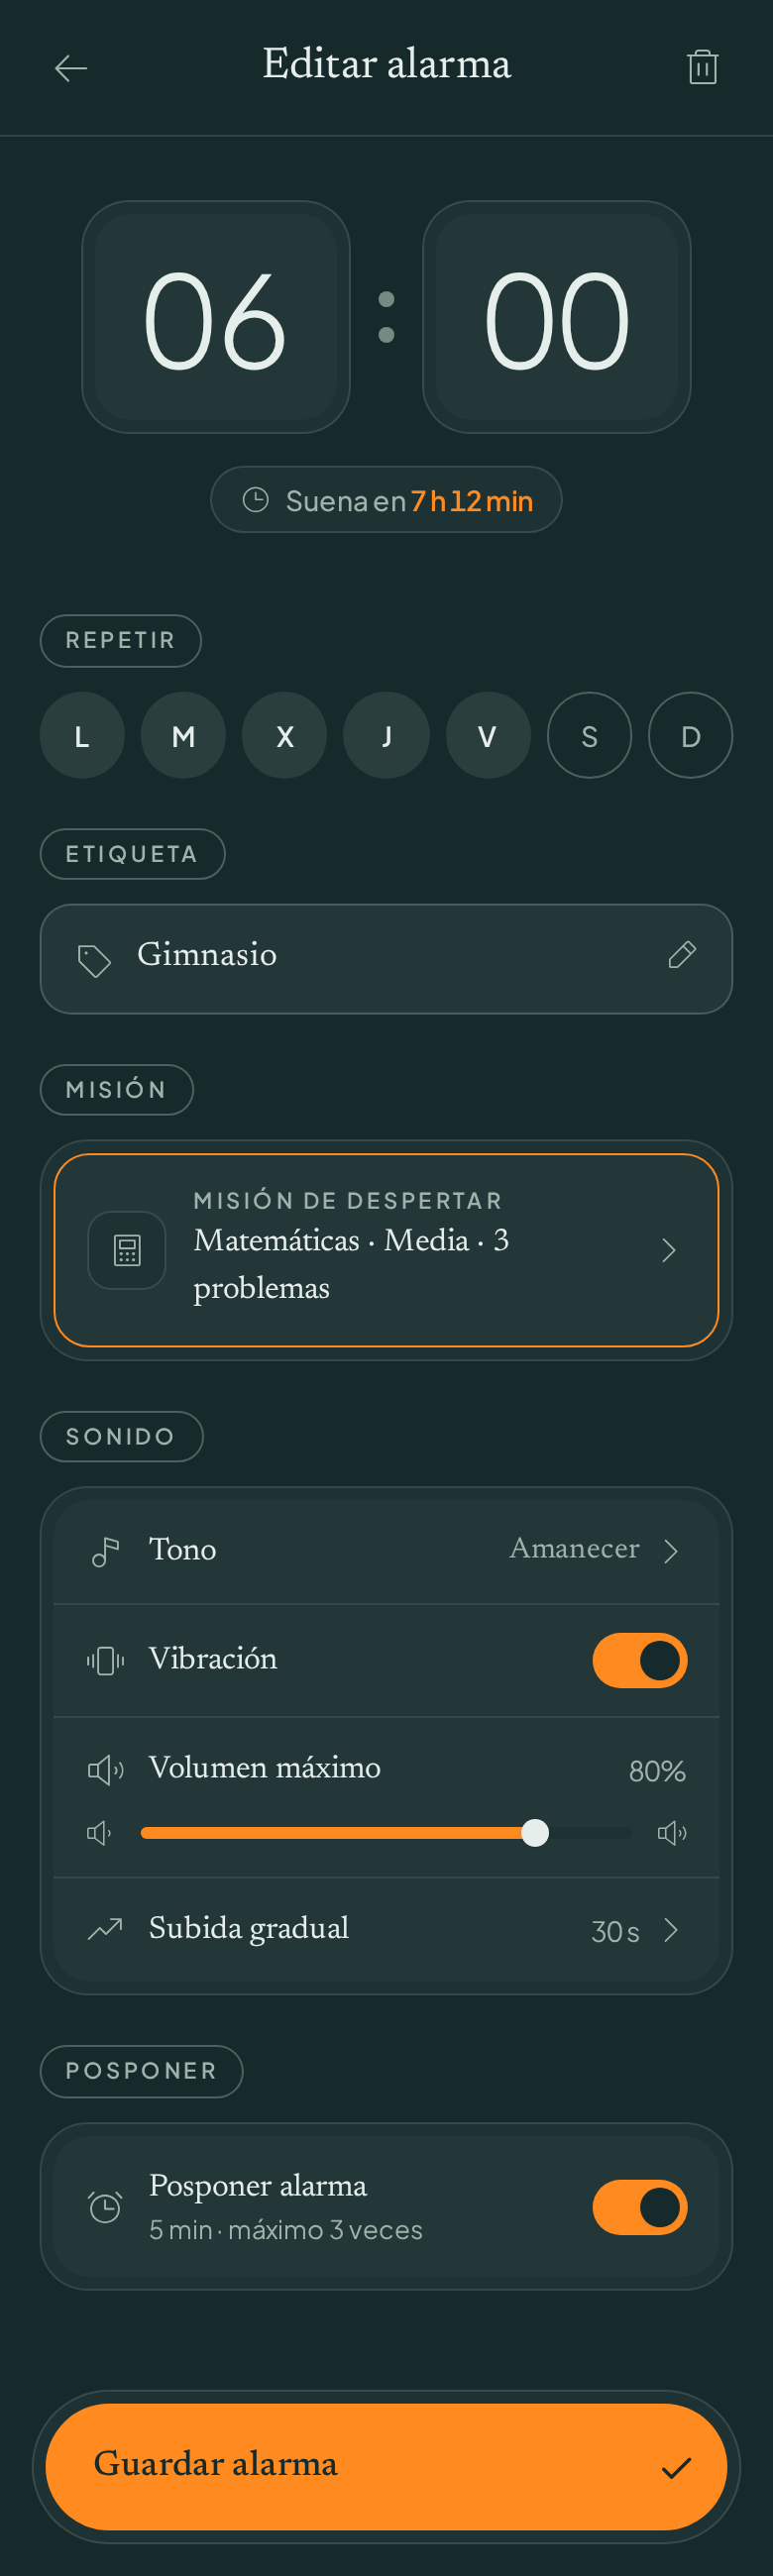 Editar alarma
06 : 00
Suena en 7 h 12 min
REPETIR
L M X J V S D
ETIQUETA
Gimnasio
MISIÓN
MISIÓN DE DESPERTAR
Matemáticas · Media · 3
problemas
SONIDO
Tono Amanecer
Vibración
Volumen máximo 80%
Subida gradual 30 s
POSPONER
Posponer alarma
5 min · máximo 3 veces
Guardar alarma